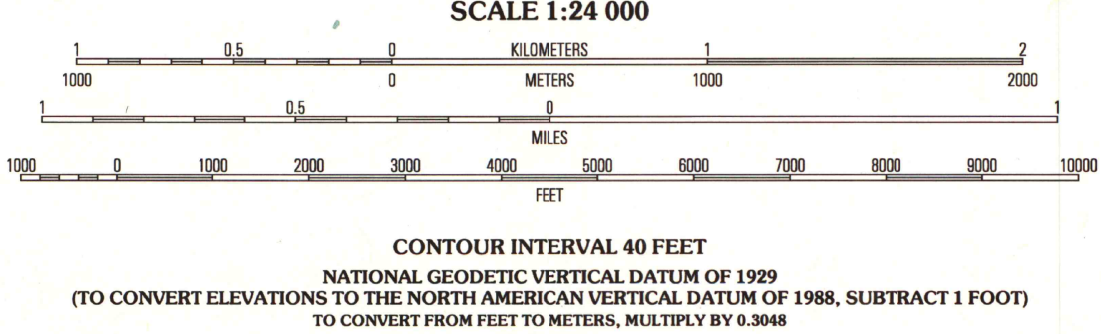 SCALE 1:24 000
1 0.5 0 KILOMETERS 1 2
1000 0 METERS 1000 2000
1 0.5 0 1
MILES
1000 0 1000 2000 3000 4000 5000 6000 7000 8000 9000 10000
FEET
CONTOUR INTERVAL 40 FEET
NATIONAL GEODETIC VERTICAL DATUM OF 1929
(TO CONVERT ELEVATIONS TO THE NORTH AMERICAN VERTICAL DATUM OF 1988, SUBTRACT 1 FOOT)
TO CONVERT FROM FEET TO METERS, MULTIPLY BY 0.3048